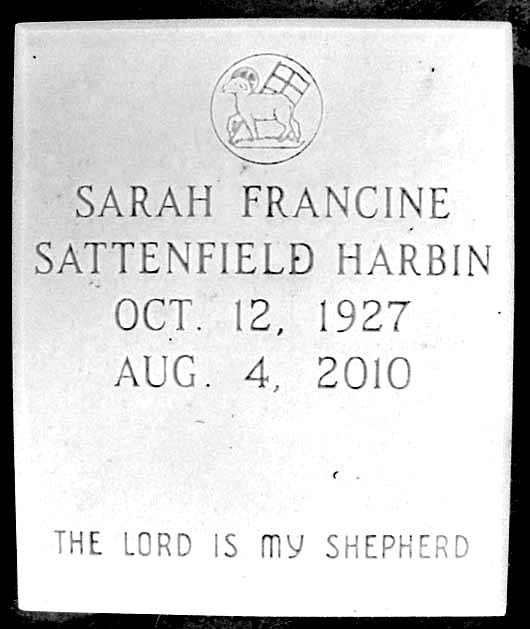 SARAH FRANCINE
SATTENFIELD HARBIN
OCT. 12, 1927
AUG. 4, 2010
THE LORD IS MY SHEPHERD